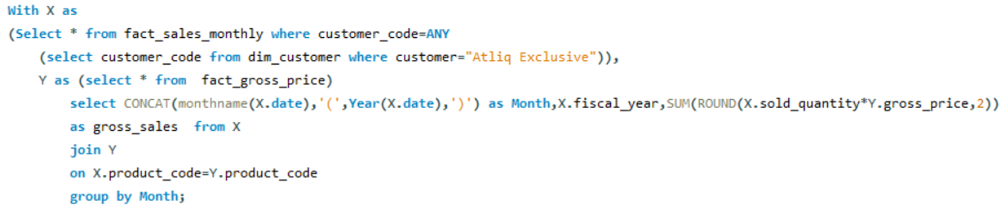 With X as
(Select * from fact_sales_monthly where customer_code=ANY
(select customer_code from dim_customer where customer="Atliq Exclusive")),
Y as (select * from  fact_gross_price)
select CONCAT(monthname(X.date),'(',Year(X.date),')') as Month,X.fiscal_year,SUM(ROUND(X.sold_quantity*Y.gross_price,2))
as gross_sales  from X
join Y
on X.product_code=Y.product_code
group by Month;